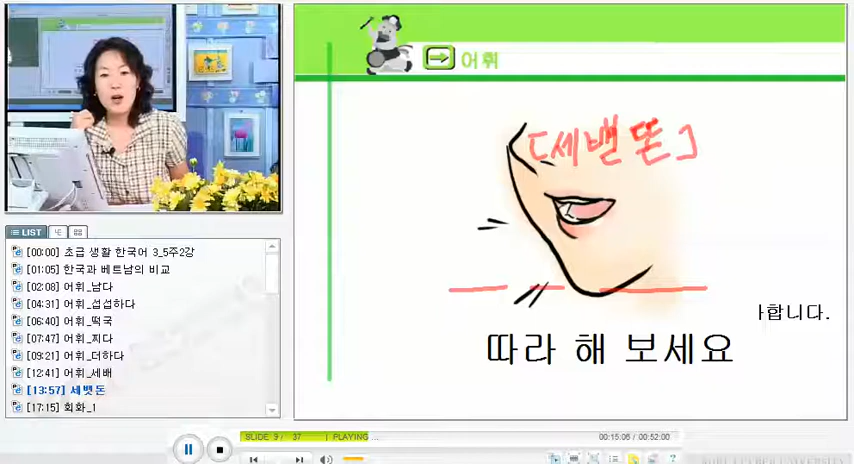 어휘
[세밷똔]
ㅏ합니다.
따라 해 보세요
LIST
[00:00] 초급 생활 한국어 3_5주2강
[01:05] 한국과 베트남의 비교
[02:08] 어휘_남다
[04:31] 어휘_섭섭하다
[06:40] 어휘_떡국
[07:47] 어휘_찌다
[09:21] 어휘_더하다
[12:41] 어휘_세배
[13:57] 세뱃돈
[17:15] 회화_1
SLIDE 9 / 37 PLAYING ...
00:15:06 / 00:52:00